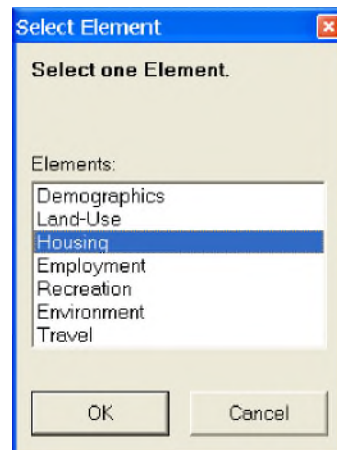 Select Element
Select one Element.
Elements:
Demographics
Land-Use
Housing
Employment
Recreation
Environment
Travel
OK
Cancel